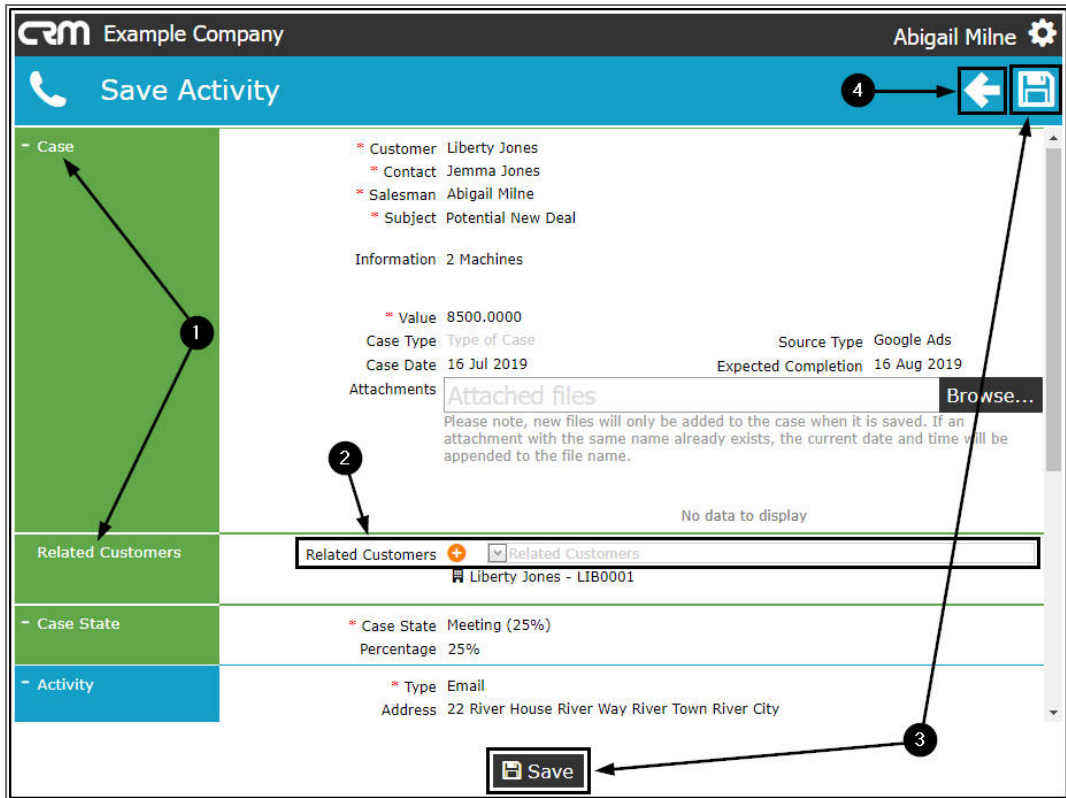 CRM Example Company
Abigail Milne
Save Activity
4
- Case
* Customer Liberty Jones
* Contact Jemma Jones
* Salesman Abigail Milne
* Subject Potential New Deal
Information 2 Machines
1
* Value 8500.0000
Case Type Type of Case
Source Type Google Ads
Case Date 16 Jul 2019
Expected Completion 16 Aug 2019
Attachments Attached files
Browse...
Please note, new files will only be added to the case when it is saved. If an
attachment with the same name already exists, the current date and time will be
appended to the file name.
2
No data to display
Related Customers
Related Customers Related Customers
Liberty Jones - LIB0001
- Case State
* Case State Meeting (25%)
Percentage 25%
- Activity
* Type Email
Address 22 River House River Way River Town River City
3
Save